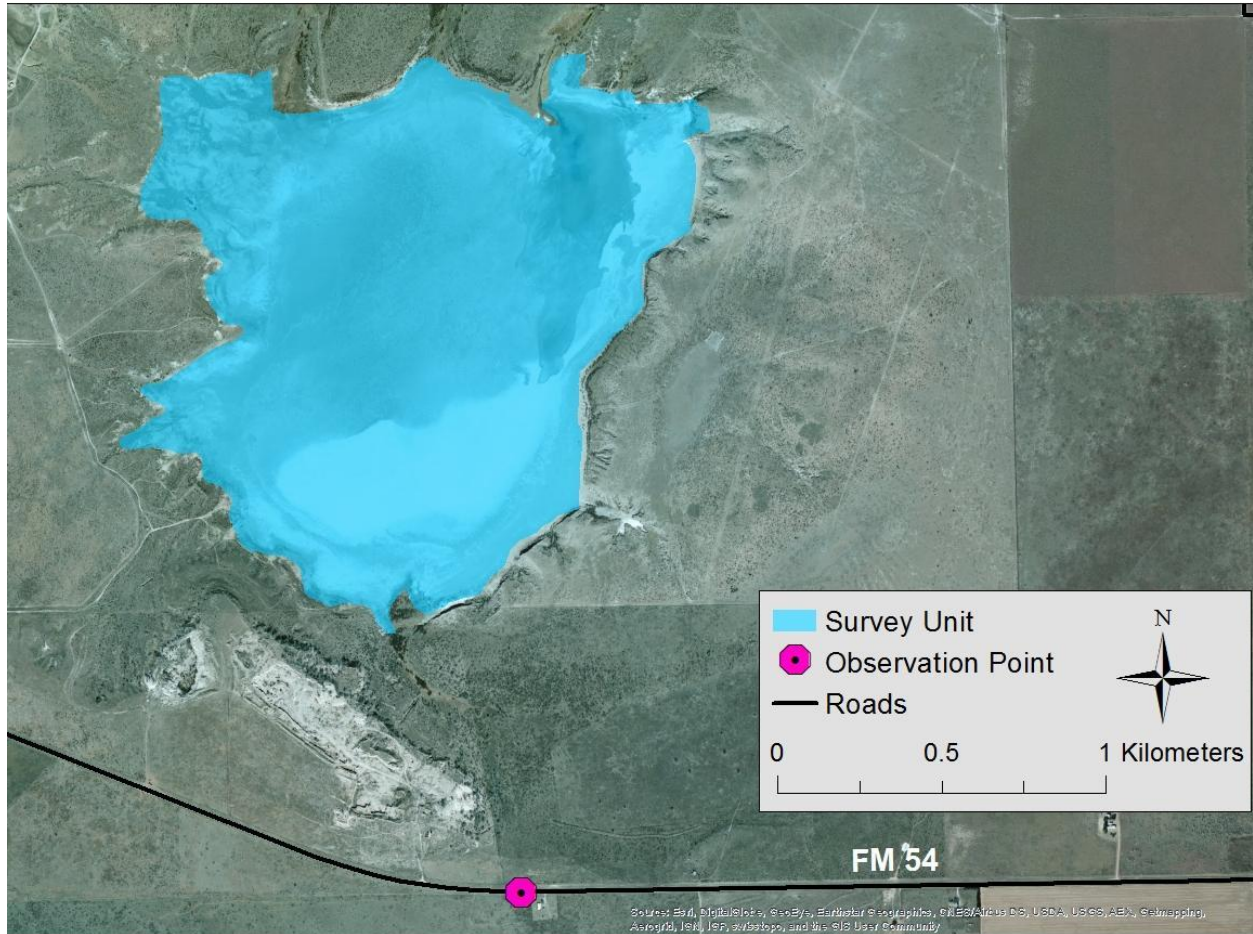 Survey Unit
N
Observation Point
Roads
0 0.5 1 Kilometers
FM 54
Source: Esri, DigitalGlobe, GeoEye, Earthstar Geographics, CNES/Airbus DS, USDA, USGS, AEX, Getmapping,
Aerogrid, IGN, IGP, swisstopo, and the GIS User Community